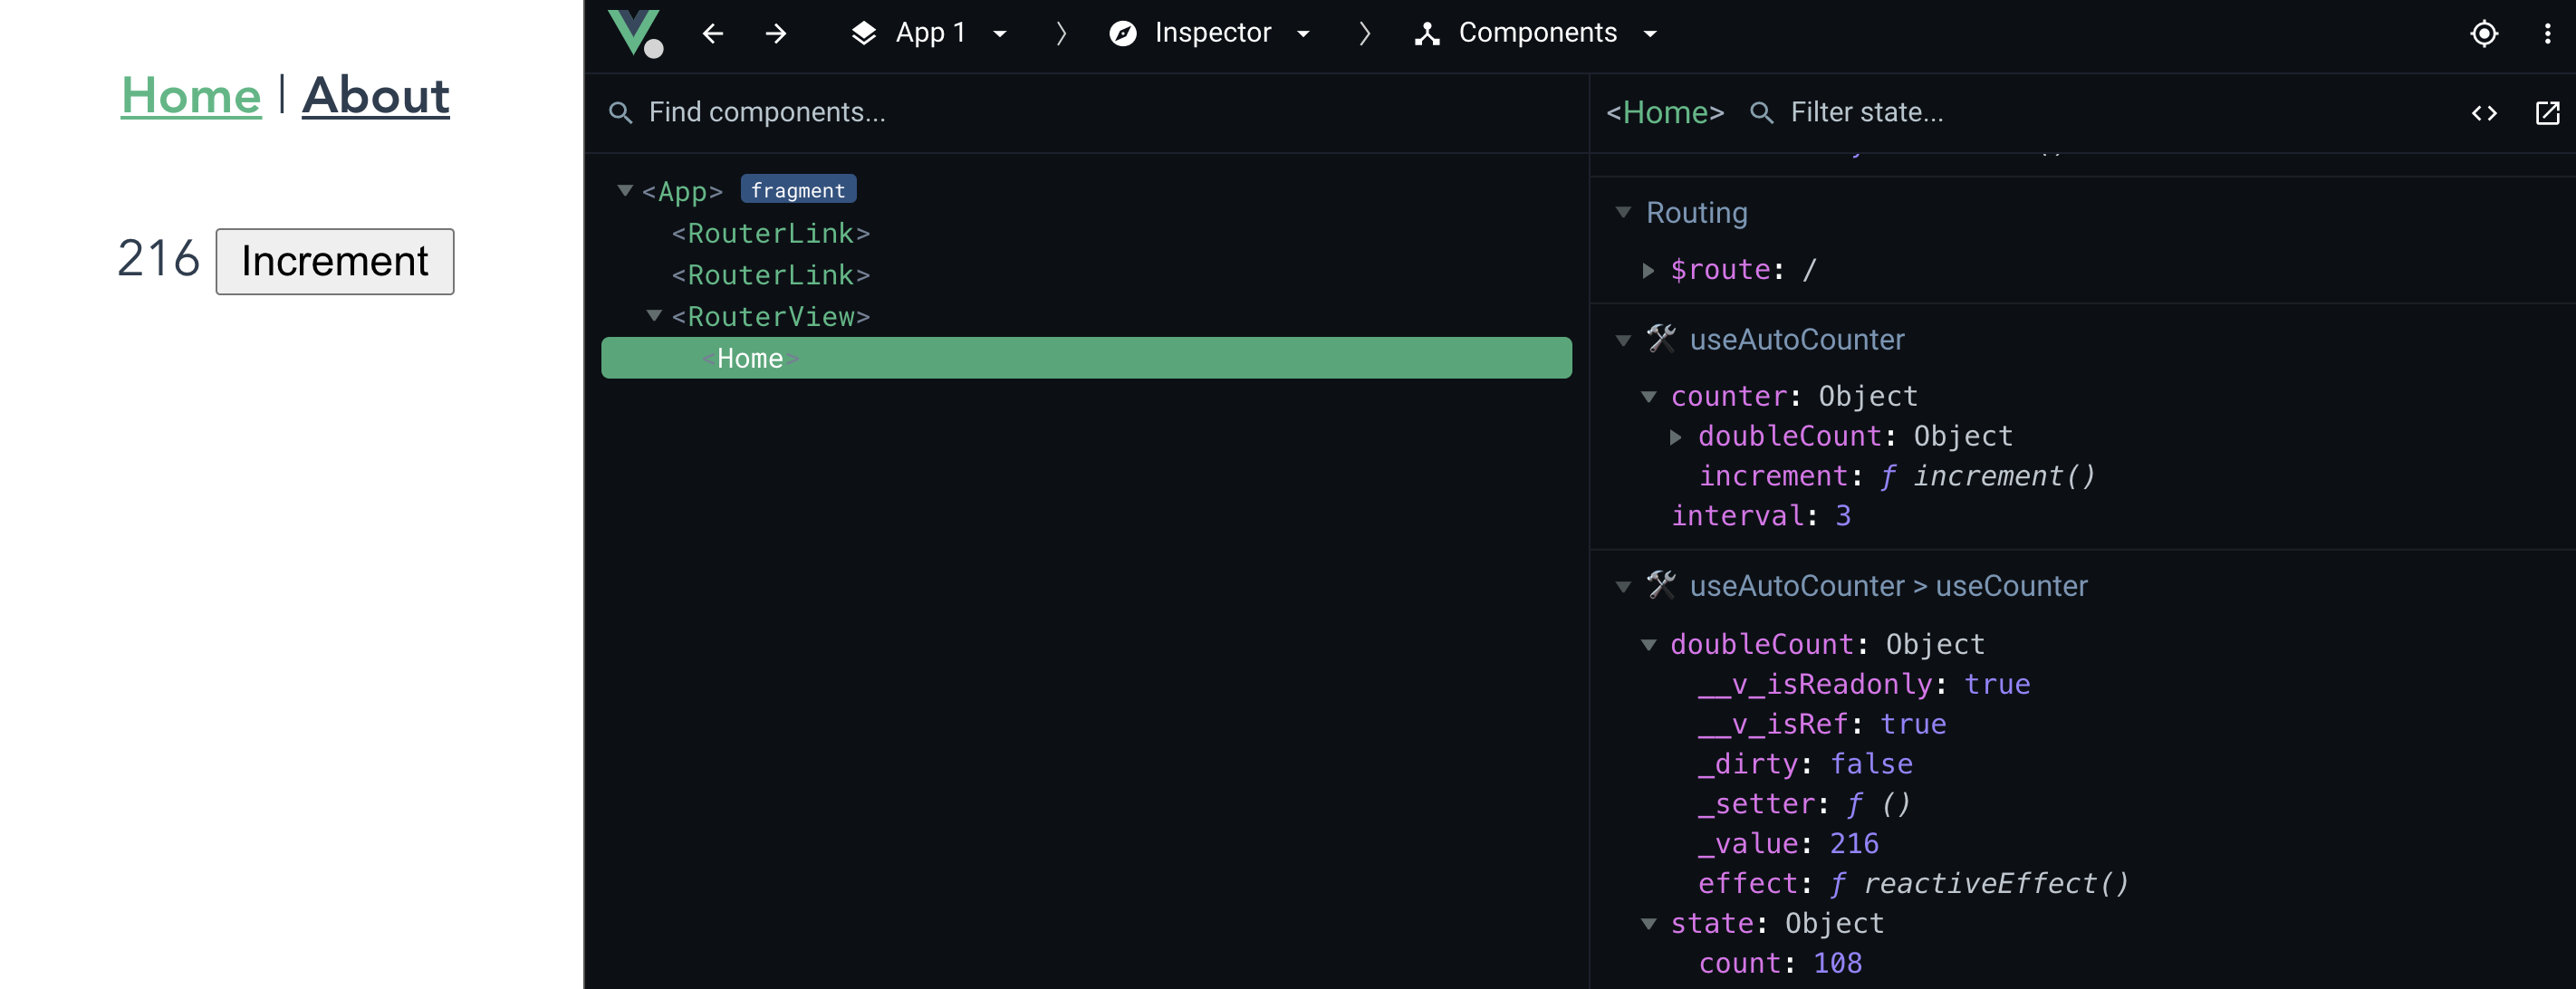 Home | About
216 Increment
App 1 Inspector Components
Find components...
<App> fragment
<RouterLink>
<RouterLink>
<RouterView>
<Home>
<Home> Filter state...
Routing
$route: /
useAutoCounter
counter: Object
doubleCount: Object
increment: ƒ increment()
interval: 3
useAutoCounter > useCounter
doubleCount: Object
__v_isReadonly: true
__v_isRef: true
_dirty: false
_setter: ƒ ()
_value: 216
effect: ƒ reactiveEffect()
state: Object
count: 108